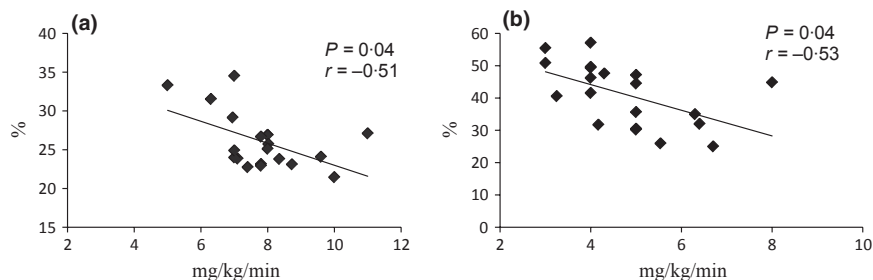 (a)
P = 0·04
r = –0·51
40
35
30
25
20
15
%
2 4 6 8 10 12
mg/kg/min
(b)
P = 0·04
r = –0·53
60
50
40
30
20
10
0
%
2 4 6 8 10
mg/kg/min